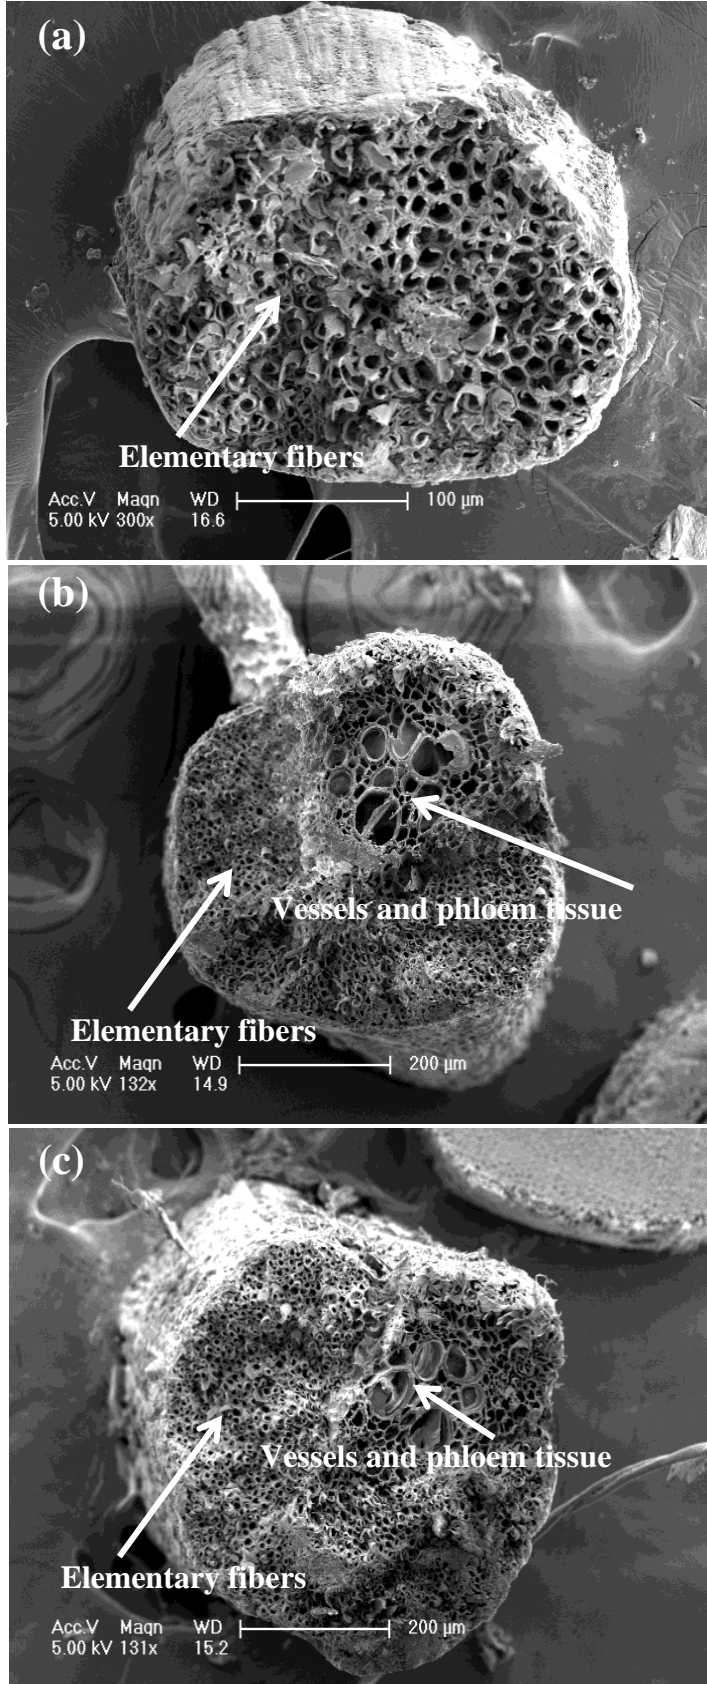 (a)
Elementary fibers
Acc.V Magn WD 100 µm
5.00 kV 300x 16.6
(b)
Vessels and phloem tissue
Elementary fibers
Acc.V Magn WD 200 µm
5.00 kV 132x 14.9
(c)
Vessels and phloem tissue
Elementary fibers
Acc.V Magn WD 200 µm
5.00 kV 131x 15.2